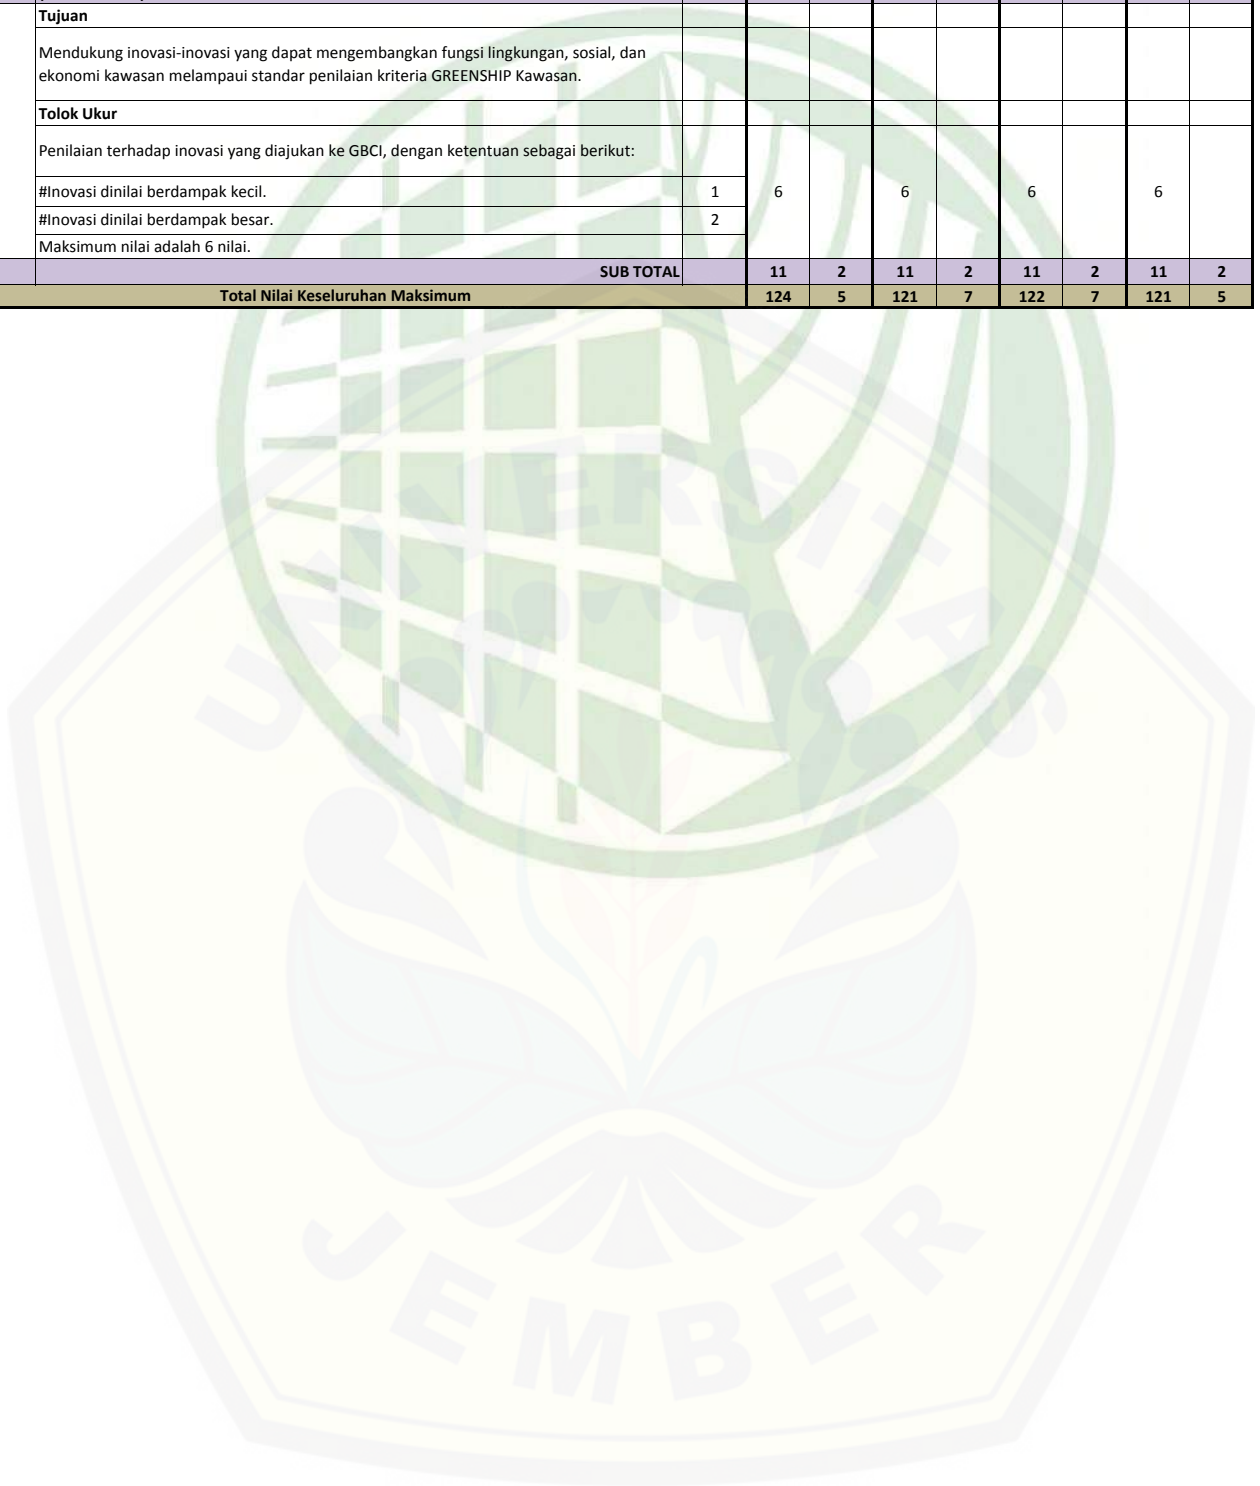 Tujuan
Mendukung inovasi-inovasi yang dapat mengembangkan fungsi lingkungan, sosial, dan
ekonomi kawasan melampaui standar penilaian kriteria GREENSHIP Kawasan.
Tolok Ukur
Penilaian terhadap inovasi yang diajukan ke GBCI, dengan ketentuan sebagai berikut:
#Inovasi dinilai berdampak kecil. 1 6 6 6 6
#Inovasi dinilai berdampak besar. 2
Maksimum nilai adalah 6 nilai.
SUB TOTAL 11 2 11 2 11 2 11 2
Total Nilai Keseluruhan Maksimum 124 5 121 7 122 7 121 5
UNIVERSITAS
JEMBER